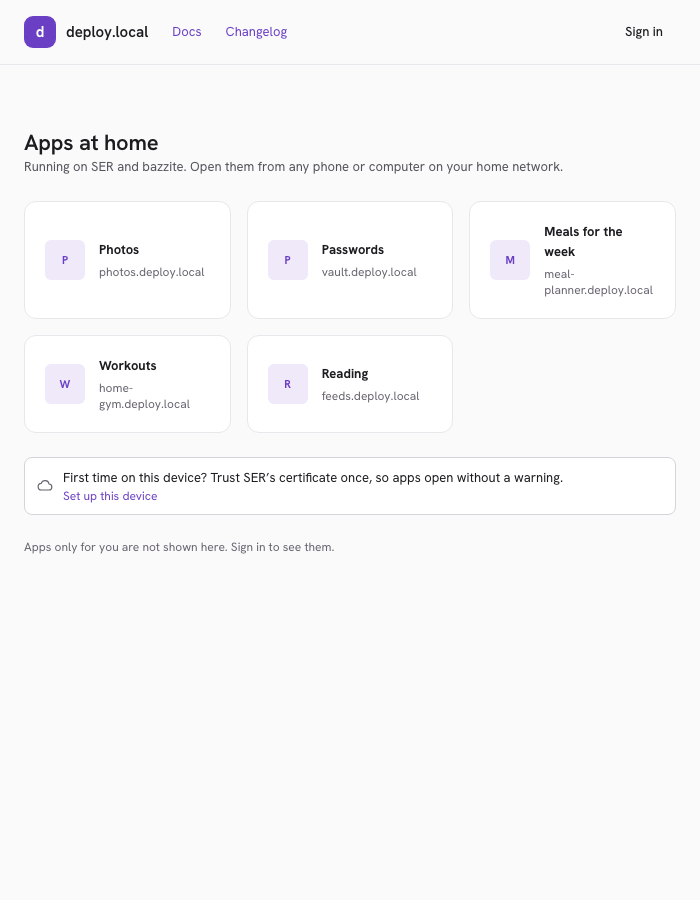 d
deploy.local
Docs
Changelog
Sign in
Apps at home
Running on SER and bazzite. Open them from any phone or computer on your home network.
P
Photos
photos.deploy.local
P
Passwords
vault.deploy.local
M
Meals for the
week
meal-
planner.deploy.local
W
Workouts
home-
gym.deploy.local
R
Reading
feeds.deploy.local
First time on this device? Trust SER’s certificate once, so apps open without a warning.
Set up this device
Apps only for you are not shown here. Sign in to see them.